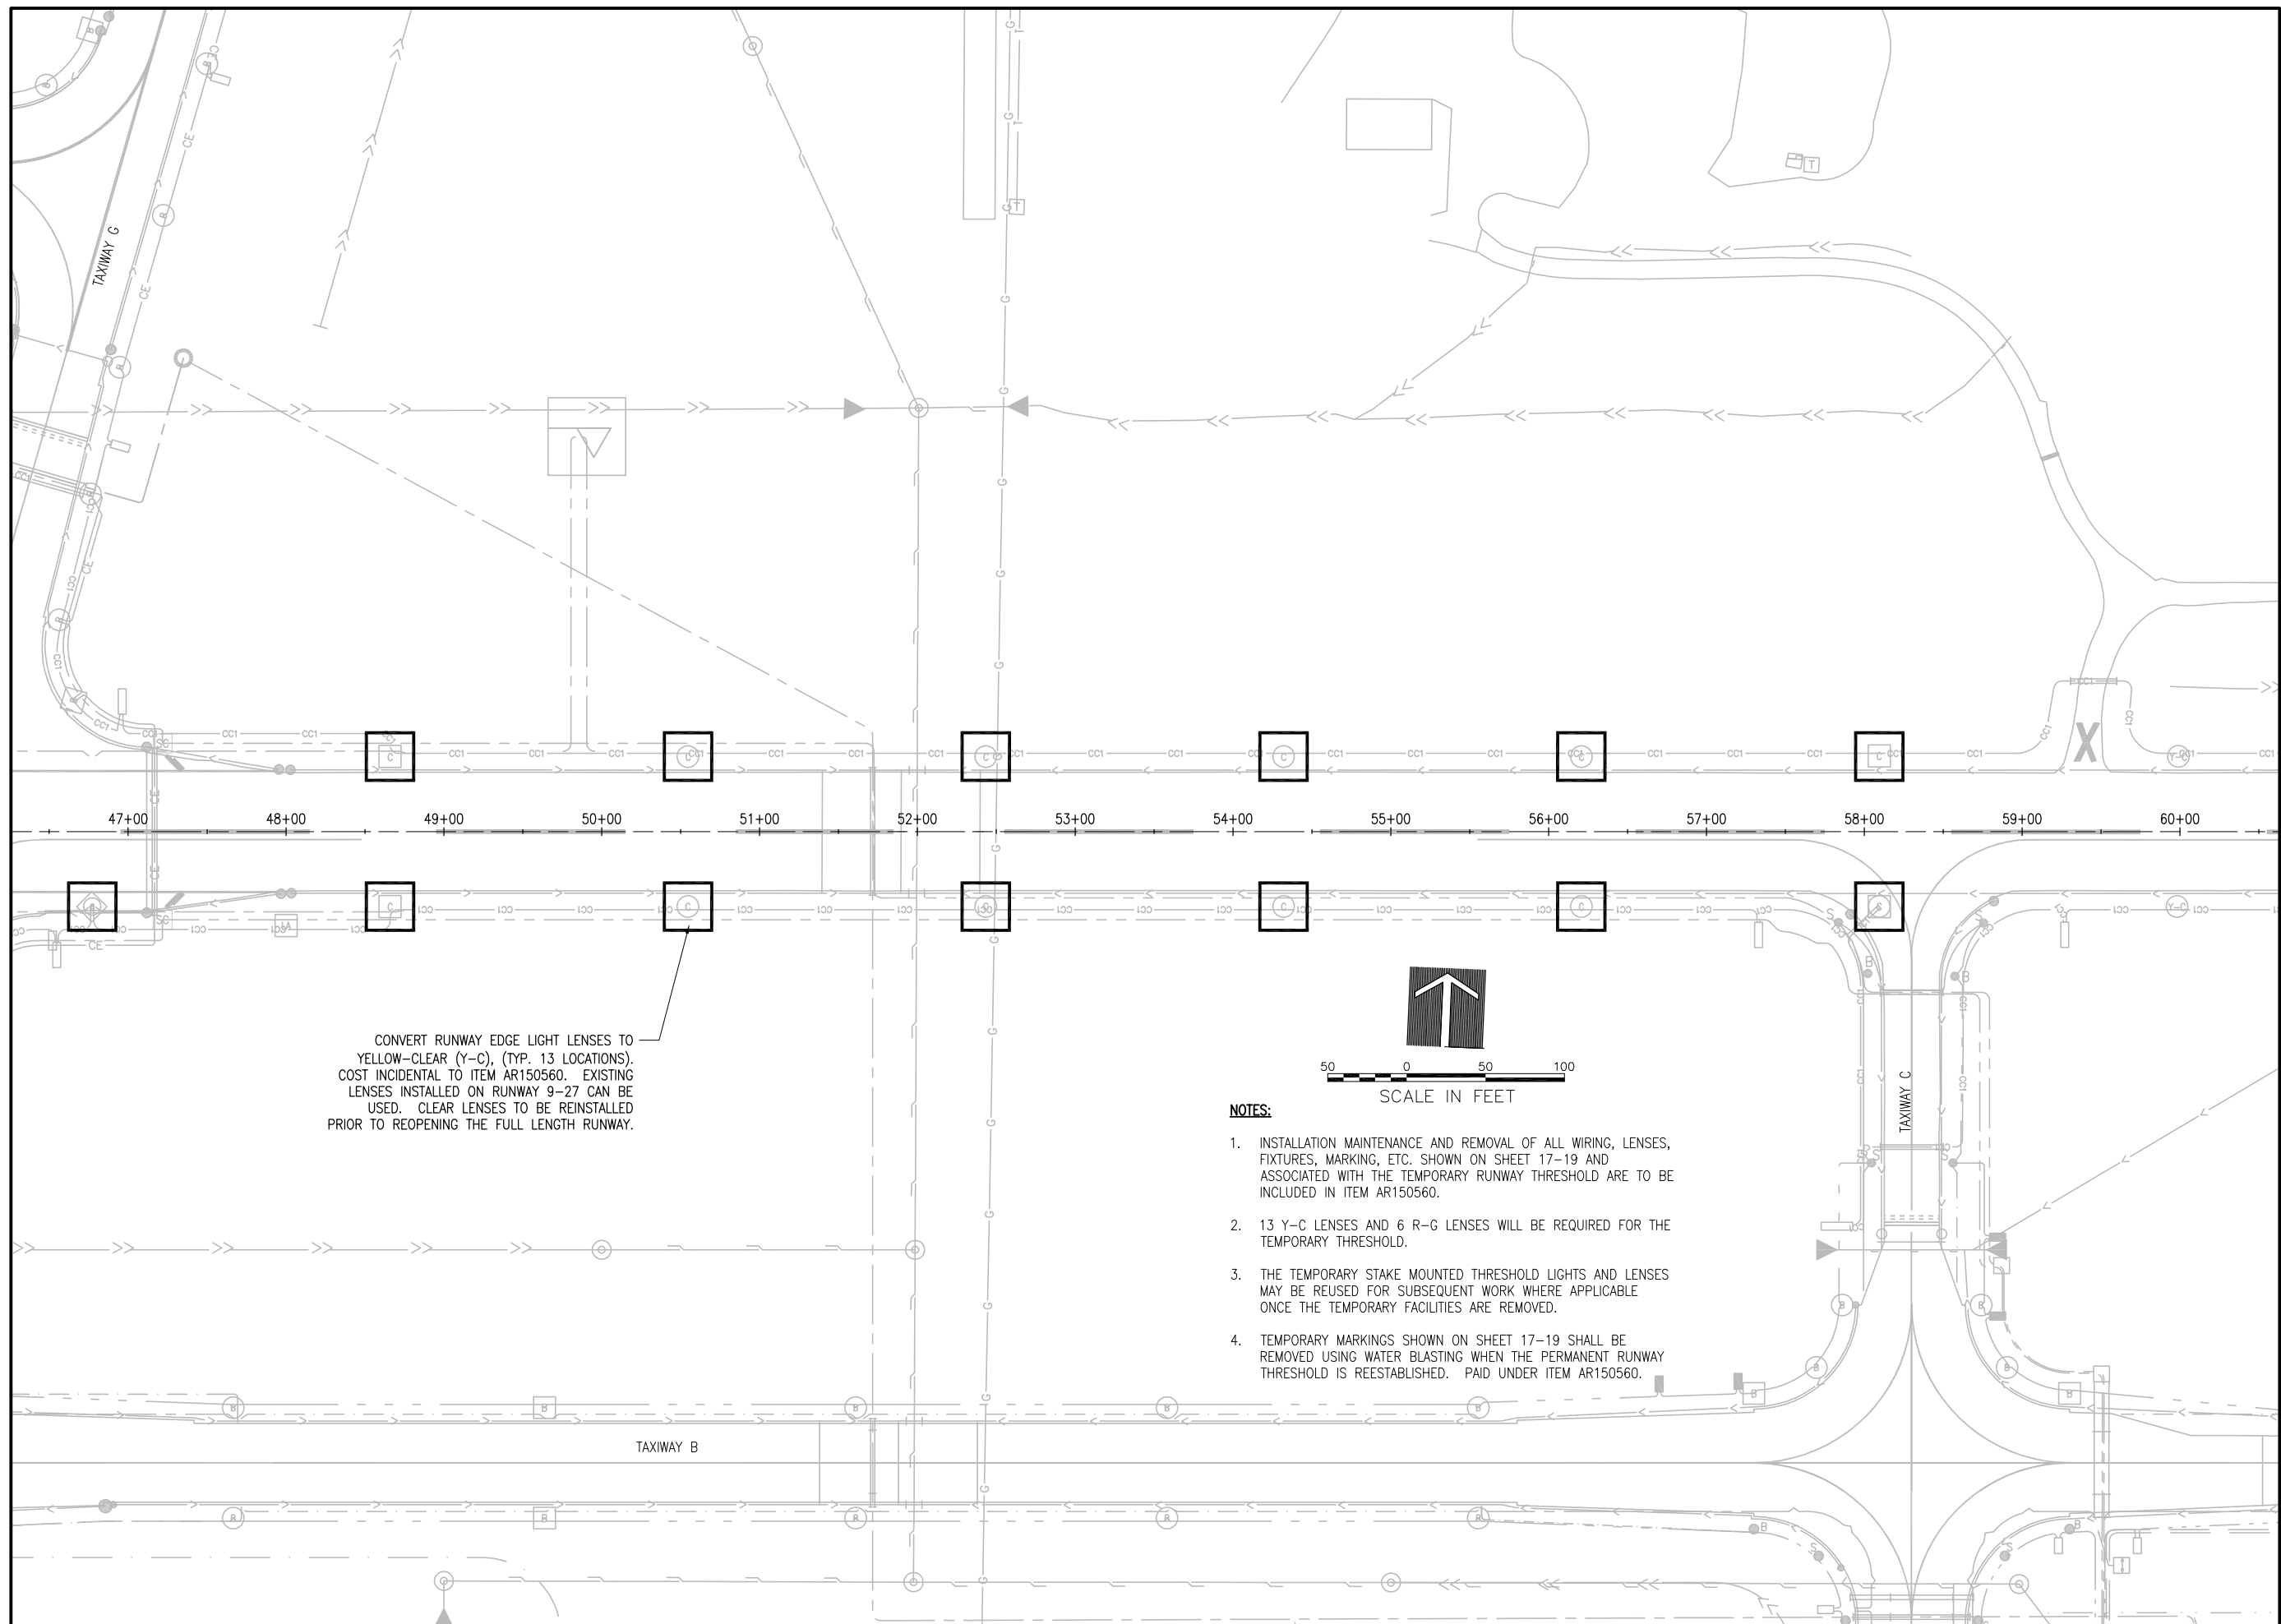 TAXIWAY G
47+00 48+00 49+00 50+00 51+00 52+00 53+00 54+00 55+00 56+00 57+00 58+00 59+00 60+00
CONVERT RUNWAY EDGE LIGHT LENSES TO
YELLOW-CLEAR (Y-C), (TYP. 13 LOCATIONS).
COST INCIDENTAL TO ITEM AR150560. EXISTING
LENSES INSTALLED ON RUNWAY 9-27 CAN BE
USED. CLEAR LENSES TO BE REINSTALLED
PRIOR TO REOPENING THE FULL LENGTH RUNWAY.
50 0 50 100
SCALE IN FEET
NOTES:
1. INSTALLATION MAINTENANCE AND REMOVAL OF ALL WIRING, LENSES,
FIXTURES, MARKING, ETC. SHOWN ON SHEET 17-19 AND
ASSOCIATED WITH THE TEMPORARY RUNWAY THRESHOLD ARE TO BE
INCLUDED IN ITEM AR150560.
2. 13 Y-C LENSES AND 6 R-G LENSES WILL BE REQUIRED FOR THE
TEMPORARY THRESHOLD.
3. THE TEMPORARY STAKE MOUNTED THRESHOLD LIGHTS AND LENSES
MAY BE REUSED FOR SUBSEQUENT WORK WHERE APPLICABLE
ONCE THE TEMPORARY FACILITIES ARE REMOVED.
4. TEMPORARY MARKINGS SHOWN ON SHEET 17-19 SHALL BE
REMOVED USING WATER BLASTING WHEN THE PERMANENT RUNWAY
THRESHOLD IS REESTABLISHED. PAID UNDER ITEM AR150560.
TAXIWAY C
TAXIWAY B